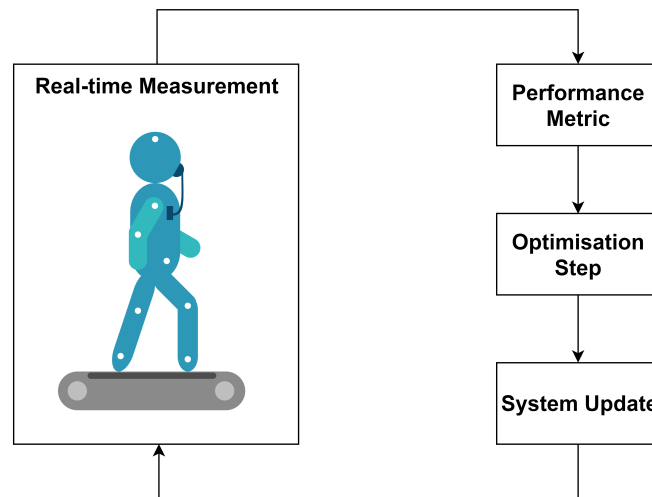 Real-time Measurement
Performance
Metric
Optimisation
Step
System Update